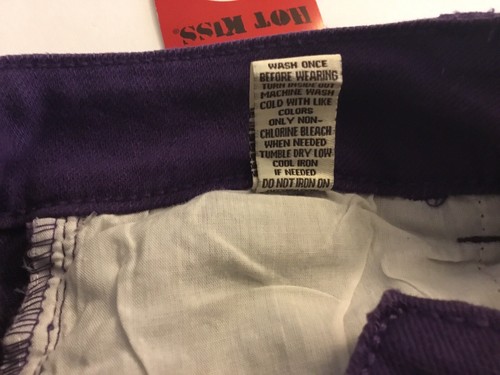 HOT KISS®
WASH ONCE
BEFORE WEARING
TURN INSIDE OUT
MACHINE WASH
COLD WITH LIKE
COLORS
ONLY NON-
CHLORINE BLEACH
WHEN NEEDED
TUMBLE DRY LOW
COOL IRON
IF NEEDED
DO NOT IRON ON